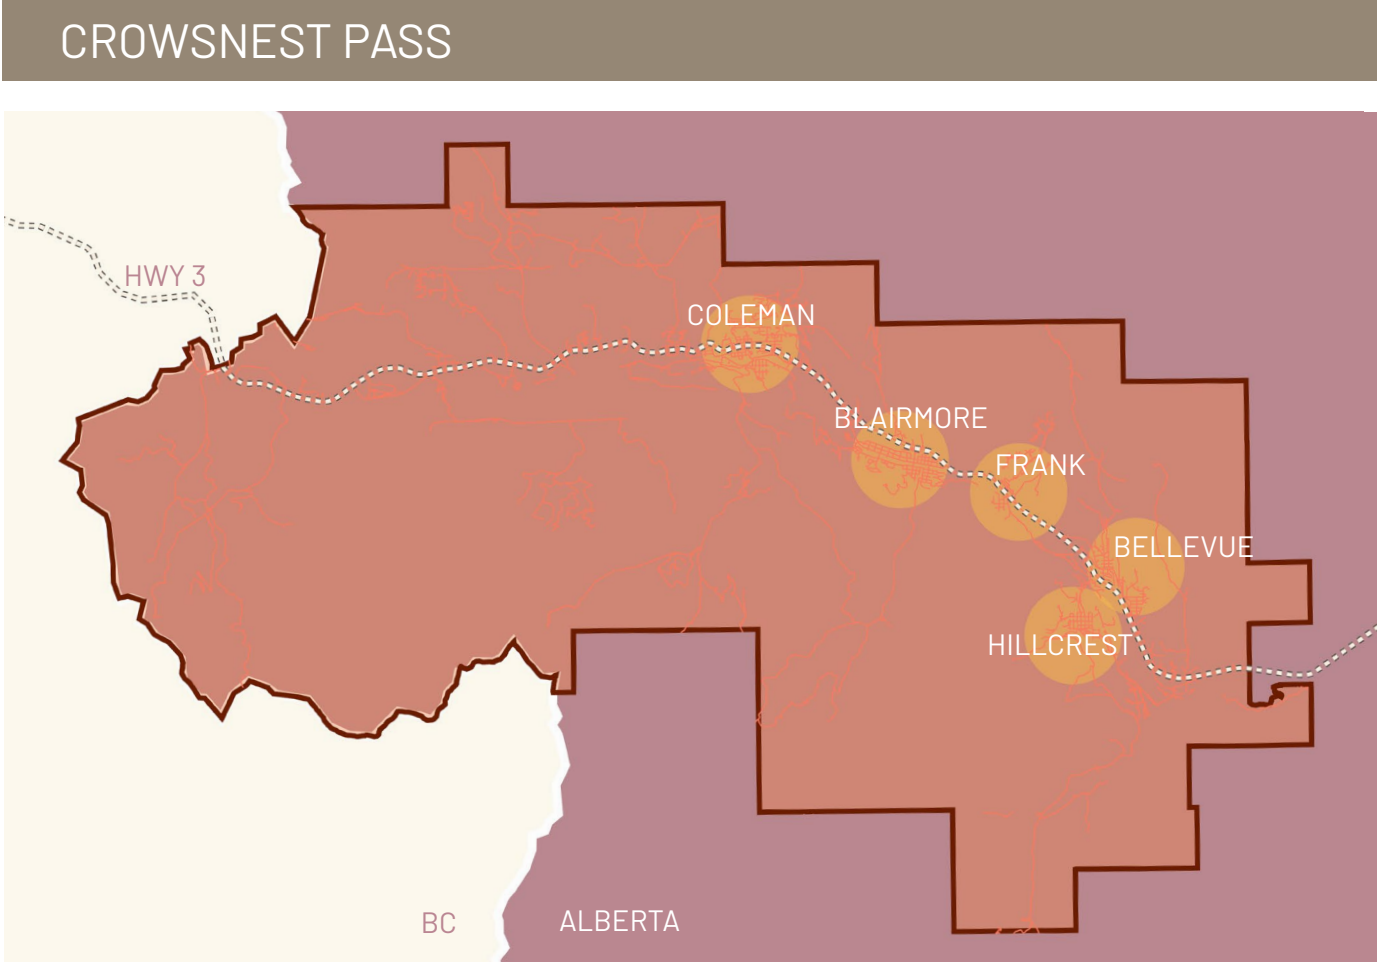 CROWSNEST PASS
HWY 3
COLEMAN
BLAIRMORE
FRANK
BELLEVUE
HILLCREST
BC
ALBERTA